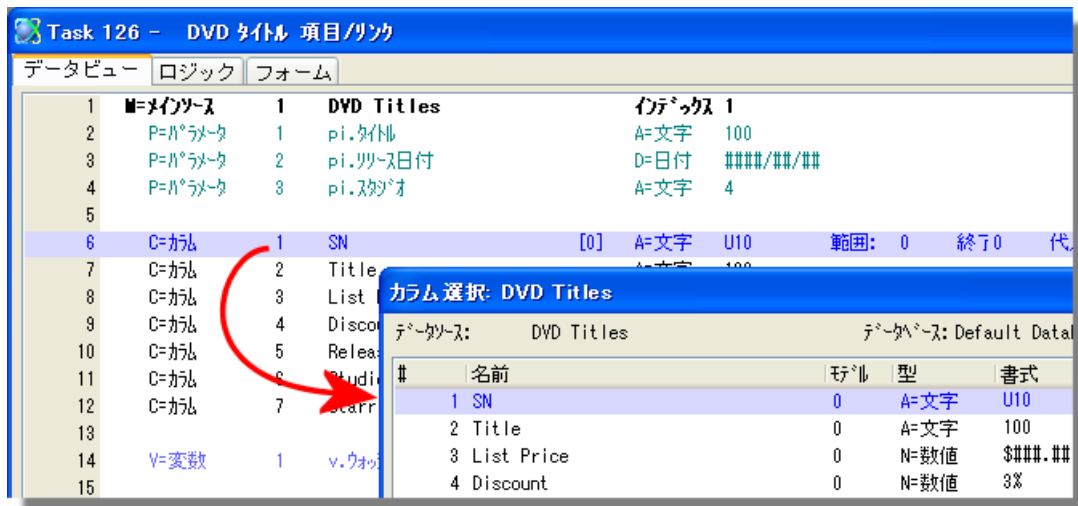 Task 126 - DVD ﾀｲﾄﾙ 項目/ﾘﾝｸ
データビュー ロジック フォーム
1 M=ﾒｲﾝｿｰｽ 1 DVD Titles ｲﾝﾃﾞｯｸｽ 1
2 P=ﾊﾟﾗﾒｰﾀ 1 pi.ﾀｲﾄﾙ A=文字 100
3 P=ﾊﾟﾗﾒｰﾀ 2 pi.ﾘﾘｰｽ日付 D=日付 ####/##/##
4 P=ﾊﾟﾗﾒｰﾀ 3 pi.ｽﾀｼﾞｵ A=文字 4
5
6 C=ｶﾗﾑ 1 SN [0] A=文字 U10 範囲: 0 終了0
7 C=ｶﾗﾑ 2 Title A=文字 100
8 C=ｶﾗﾑ 3 List
9 C=ｶﾗﾑ 4
10 C=ｶﾗﾑ 5
11 C=ｶﾗﾑ 6
12 C=ｶﾗﾑ 7
13
14 V=変数 1
15
カラム選択: DVD Titles
ﾃﾞｰﾀｿｰｽ: DVD Titles ﾃﾞｰﾀﾍﾞｰｽ: Default
# 名前 ﾓﾃﾞﾙ 型 書式
1 SN 0 A=文字 U10
2 Title 0 A=文字 100
3 List Price 0 N=数値 $###.##
4 Discount 0 N=数値 3%